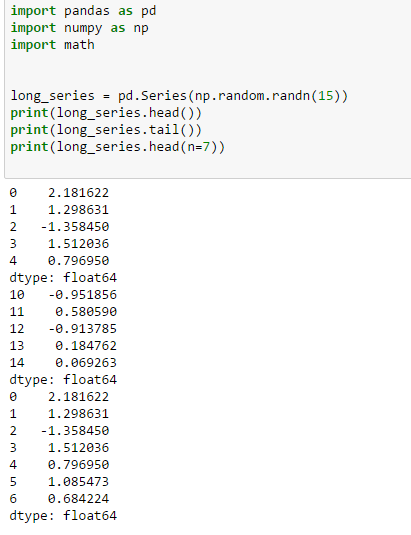 import pandas as pd
import numpy as np
import math
long_series = pd.Series(np.random.randn(15))
print(long_series.head())
print(long_series.tail())
print(long_series.head(n=7))
0    2.181622
1    1.298631
2   -1.358450
3    1.512036
4    0.796950
dtype: float64
10   -0.951856
11    0.580590
12   -0.913785
13    0.184762
14    0.069263
dtype: float64
0    2.181622
1    1.298631
2   -1.358450
3    1.512036
4    0.796950
5    1.085473
6    0.684224
dtype: float64